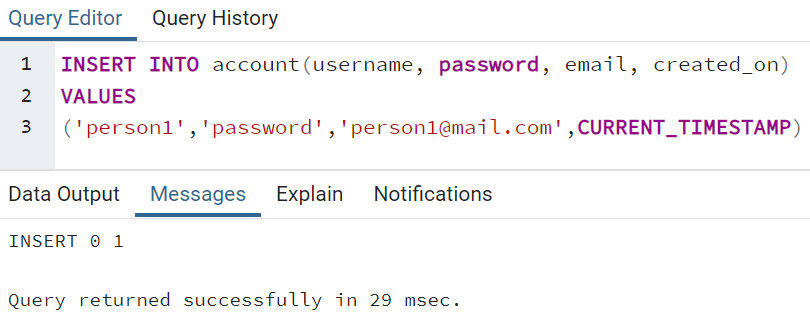 Query Editor Query History
1 INSERT INTO account(username, password, email, created_on)
2 VALUES
3 ('person1','password','person1@mail.com',CURRENT_TIMESTAMP)
Data Output Messages Explain Notifications
INSERT 0 1
Query returned successfully in 29 msec.